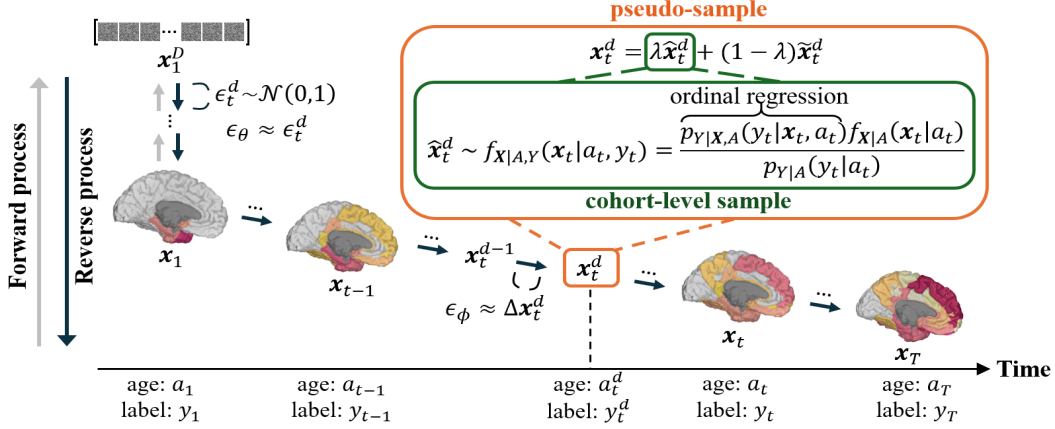 pseudo-sample
𝒙_t^d = λ𝒙̂_t^d + (1 − λ)𝒙̃_t^d
ordinal regression
𝒙̂_t^d ~ f_{𝑿|A,Y}(𝒙_t|a_t, y_t) = p_{Y|𝑿,A}(y_t|𝒙_t, a_t) f_{𝑿|A}(𝒙_t|a_t) / p_{Y|A}(y_t|a_t)
cohort-level sample
[ ... ]
𝒙_1^D
ϵ_t^d ~ 𝒩(0,1)
...
ϵ_θ ≈ ϵ_t^d
Forward process
Reverse process
𝒙_1
...
𝒙_{t−1}
...
𝒙_t^{d−1}
ϵ_ϕ ≈ Δ𝒙_t^d
𝒙_t^d
...
𝒙_t
...
𝒙_T
Time
age: a_1
label: y_1
age: a_{t−1}
label: y_{t−1}
age: a_t^d
label: y_t^d
age: a_t
label: y_t
age: a_T
label: y_T